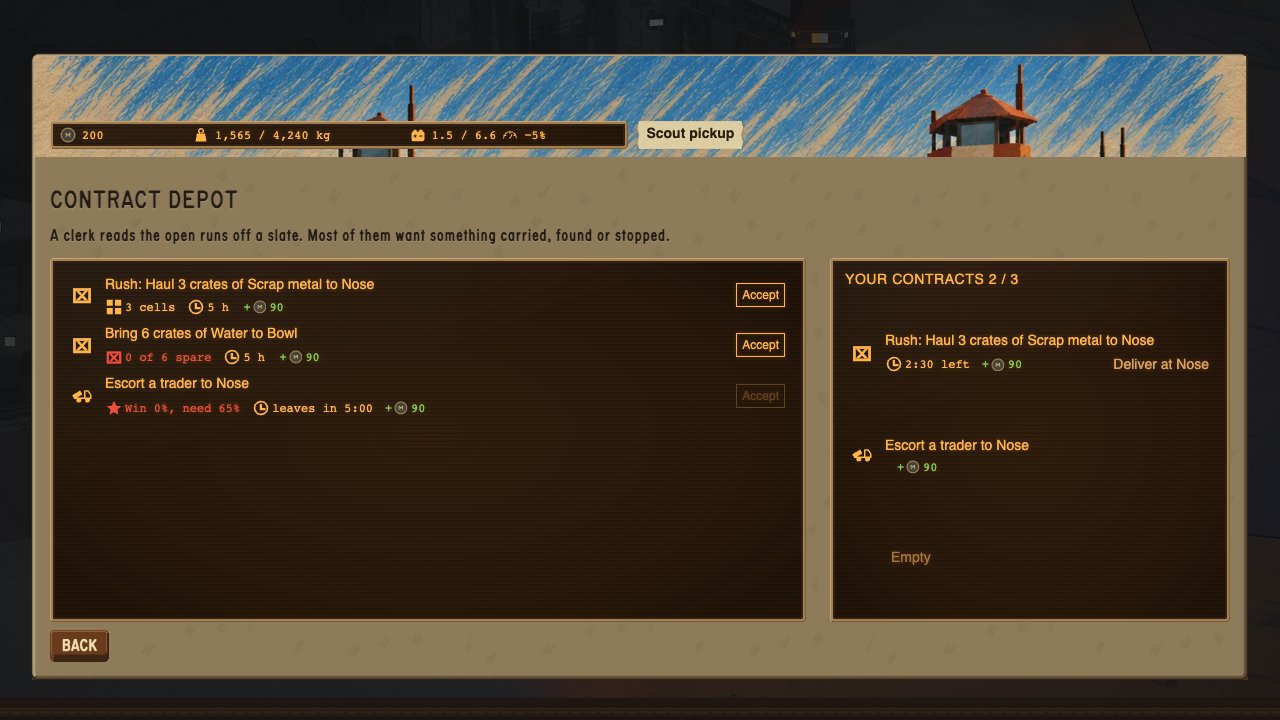 200 1,565 / 4,240 kg 1.5 / 6.6 -5% Scout pickup
CONTRACT DEPOT
A clerk reads the open runs off a slate. Most of them want something carried, found or stopped.
Rush: Haul 3 crates of Scrap metal to Nose
3 cells 5 h + M 90
Accept
Bring 6 crates of Water to Bowl
0 of 6 spare 5 h + M 90
Accept
Escort a trader to Nose
Win 0%, need 65% leaves in 5:00 + M 90
Accept
YOUR CONTRACTS 2 / 3
Rush: Haul 3 crates of Scrap metal to Nose
2:30 left + M 90 Deliver at Nose
Escort a trader to Nose
+ M 90
Empty
BACK